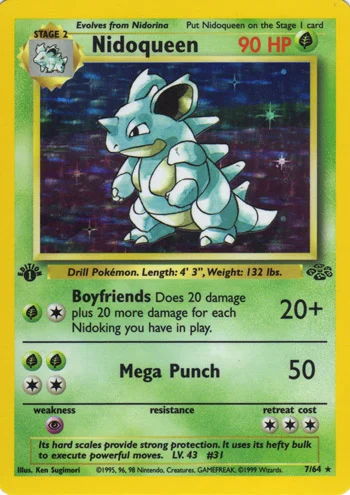 Evolves from Nidorina
Put Nidoqueen on the Stage 1 card
STAGE 2
Nidoqueen
90 HP
EDITION
1
Drill Pokémon. Length: 4' 3", Weight: 132 lbs.
Boyfriends Does 20 damage
plus 20 more damage for each
Nidoking you have in play.
20+
Mega Punch
50
weakness
resistance
retreat cost
Its hard scales provide strong protection. It uses its hefty bulk
to execute powerful moves. LV. 43 #31
Illus. Ken Sugimori
©1995, 96, 98 Nintendo, Creatures, GAMEFREAK. ©1999 Wizards.
7/64 ★